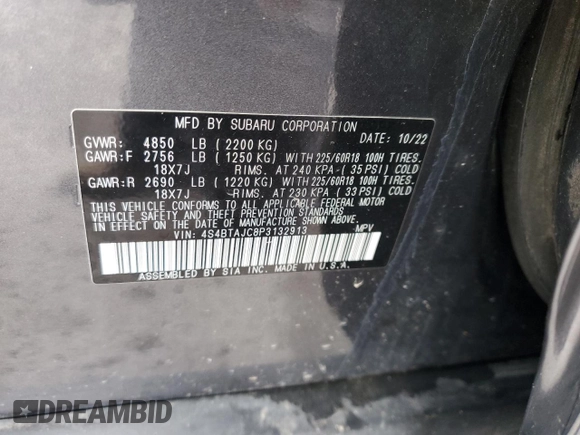 MFD BY SUBARU CORPORATION
GVWR: 4850 LB (2200 KG) DATE: 10/22
GAWR:F 2756 LB (1250 KG) WITH 225/60R18 100H TIRES.
18X7J RIMS. AT 240 KPA-(35 PSI) COLD
GAWR:R 2690 LB (1220 KG) WITH 225/60R18 100H TIRES.
18X7J RIMS. AT 230 KPA-(33 PSI) COLD
THIS VEHICLE CONFORMS TO ALL APPLICABLE FEDERAL MOTOR
VEHICLE SAFETY, BUMPER, AND THEFT PREVENTION STANDARDS
IN EFFECT ON THE DATE OF MANUFACTURE SHOWN ABOVE.
VIN: 4S4BTAJC8P3132913 MPV
ASSEMBLED BY SIA IN U.S.A.
DREAMBID